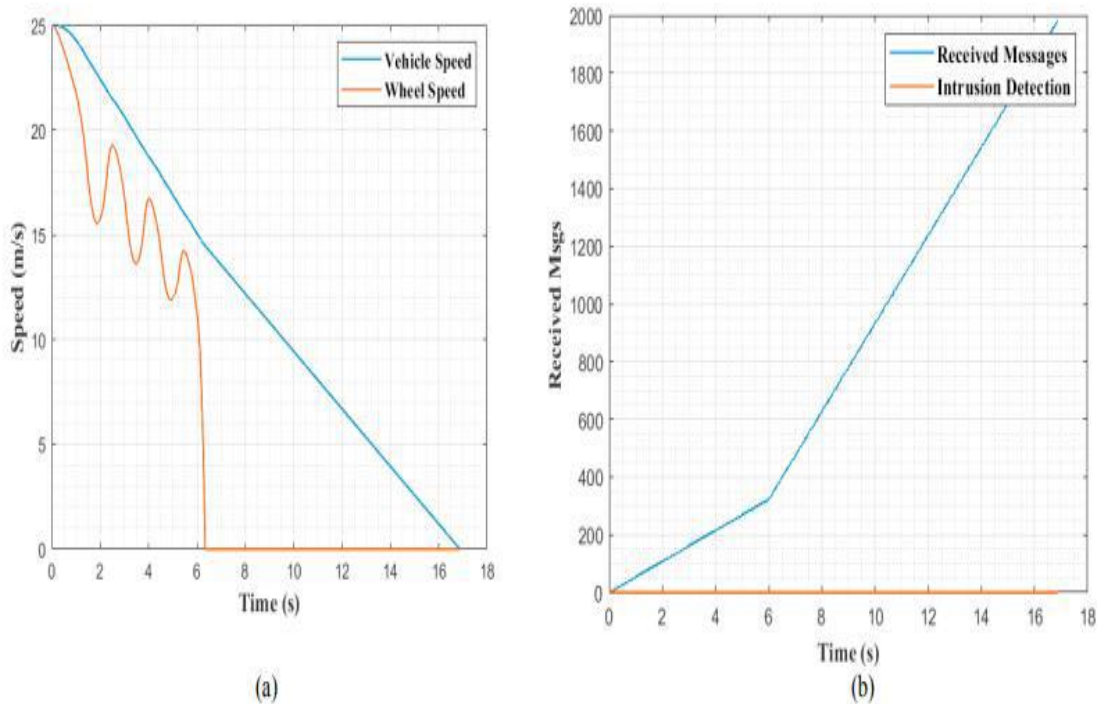 25
20
15
10
5
0
Speed (m/s)
Vehicle Speed
Wheel Speed
0 2 4 6 8 10 12 14 16 18
Time (s)
(a)
2000
1800
1600
1400
1200
1000
800
600
400
200
0
Received Msgs
Received Messages
Intrusion Detection
0 2 4 6 8 10 12 14 16 18
Time (s)
(b)